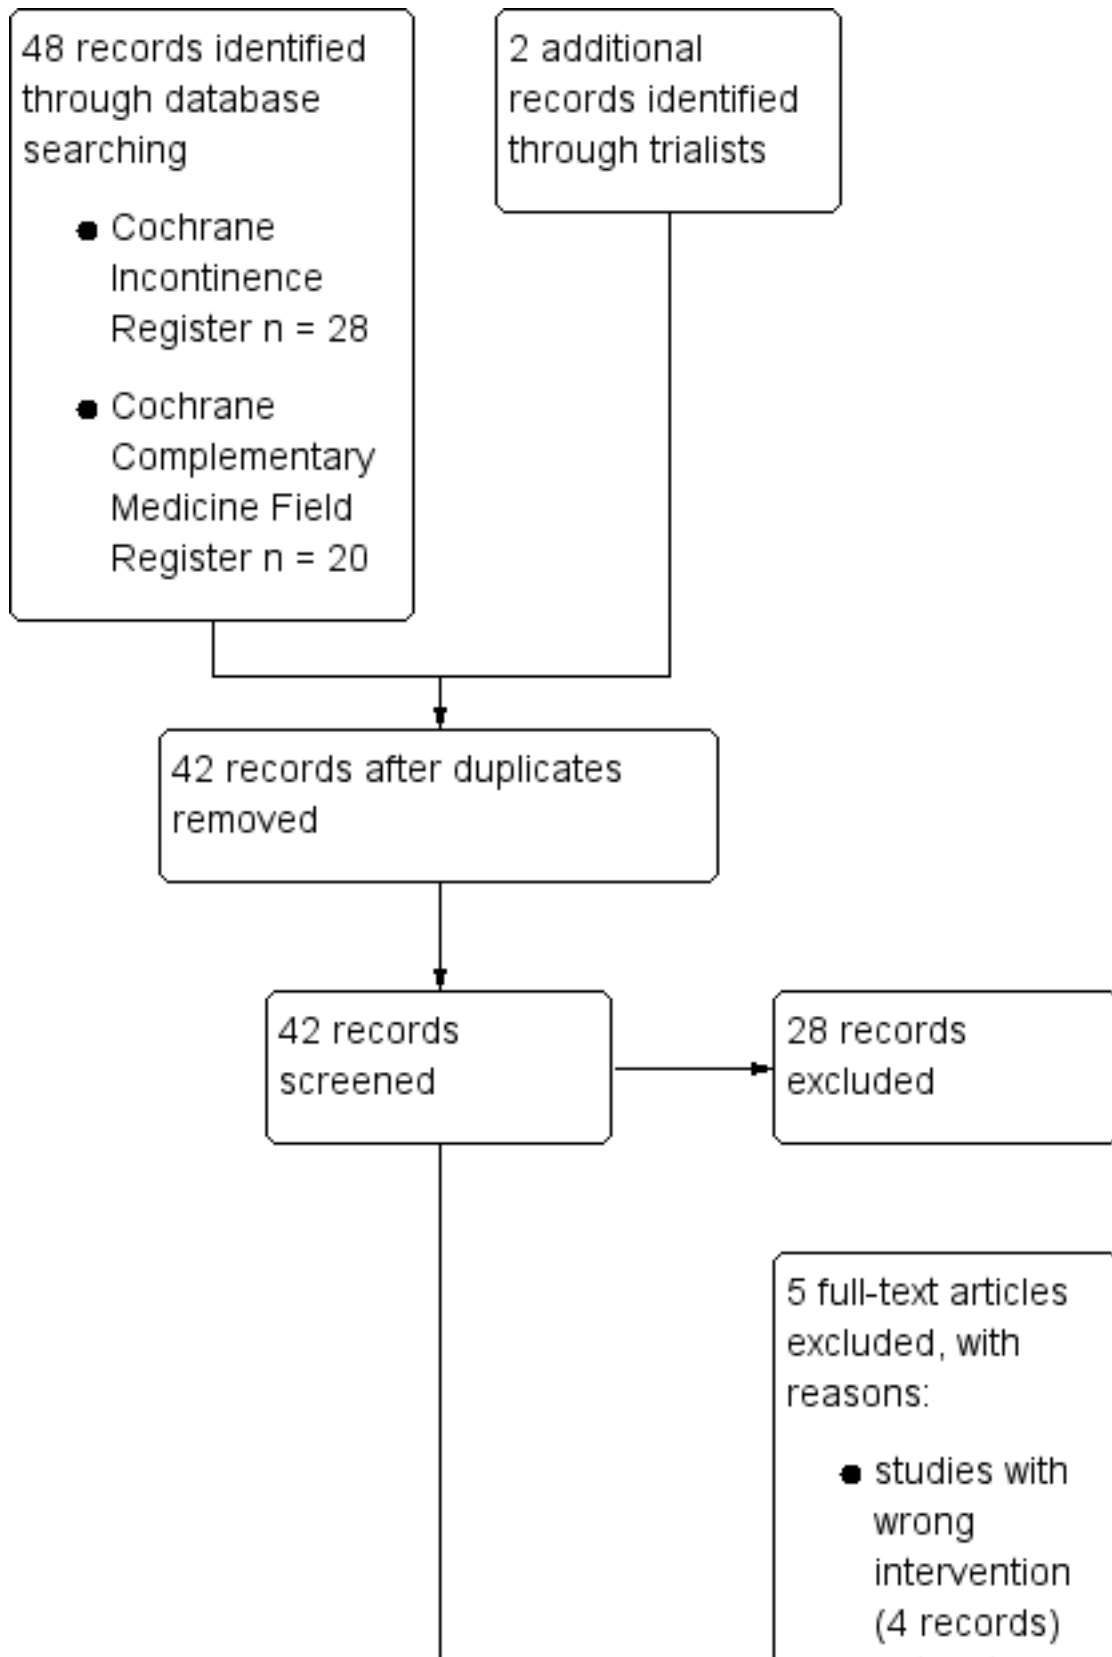 48 records identified
through database
searching
● Cochrane
Incontinence
Register n = 28
● Cochrane
Complementary
Medicine Field
Register n = 20
2 additional
records identified
through trialists
42 records after duplicates
removed
42 records
screened
28 records
excluded
5 full-text articles
excluded, with
reasons:
● studies with
wrong
intervention
(4 records)